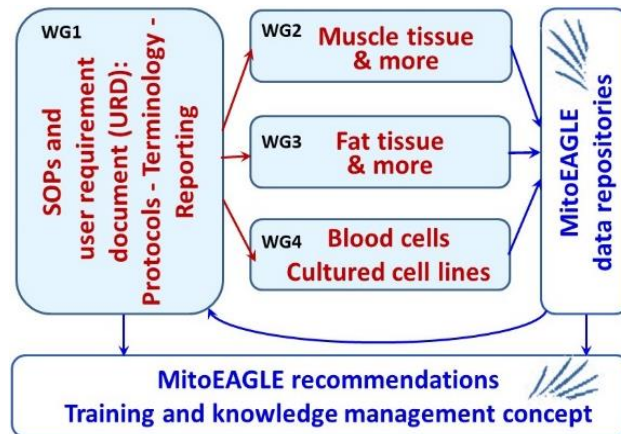 WG1
SOPs and
user requirement
document (URD):
Protocols - Terminology -
Reporting
WG2
Muscle tissue
& more
WG3
Fat tissue
& more
WG4
Blood cells
Cultured cell lines
MitoEAGLE
data repositories
MitoEAGLE recommendations
Training and knowledge management concept